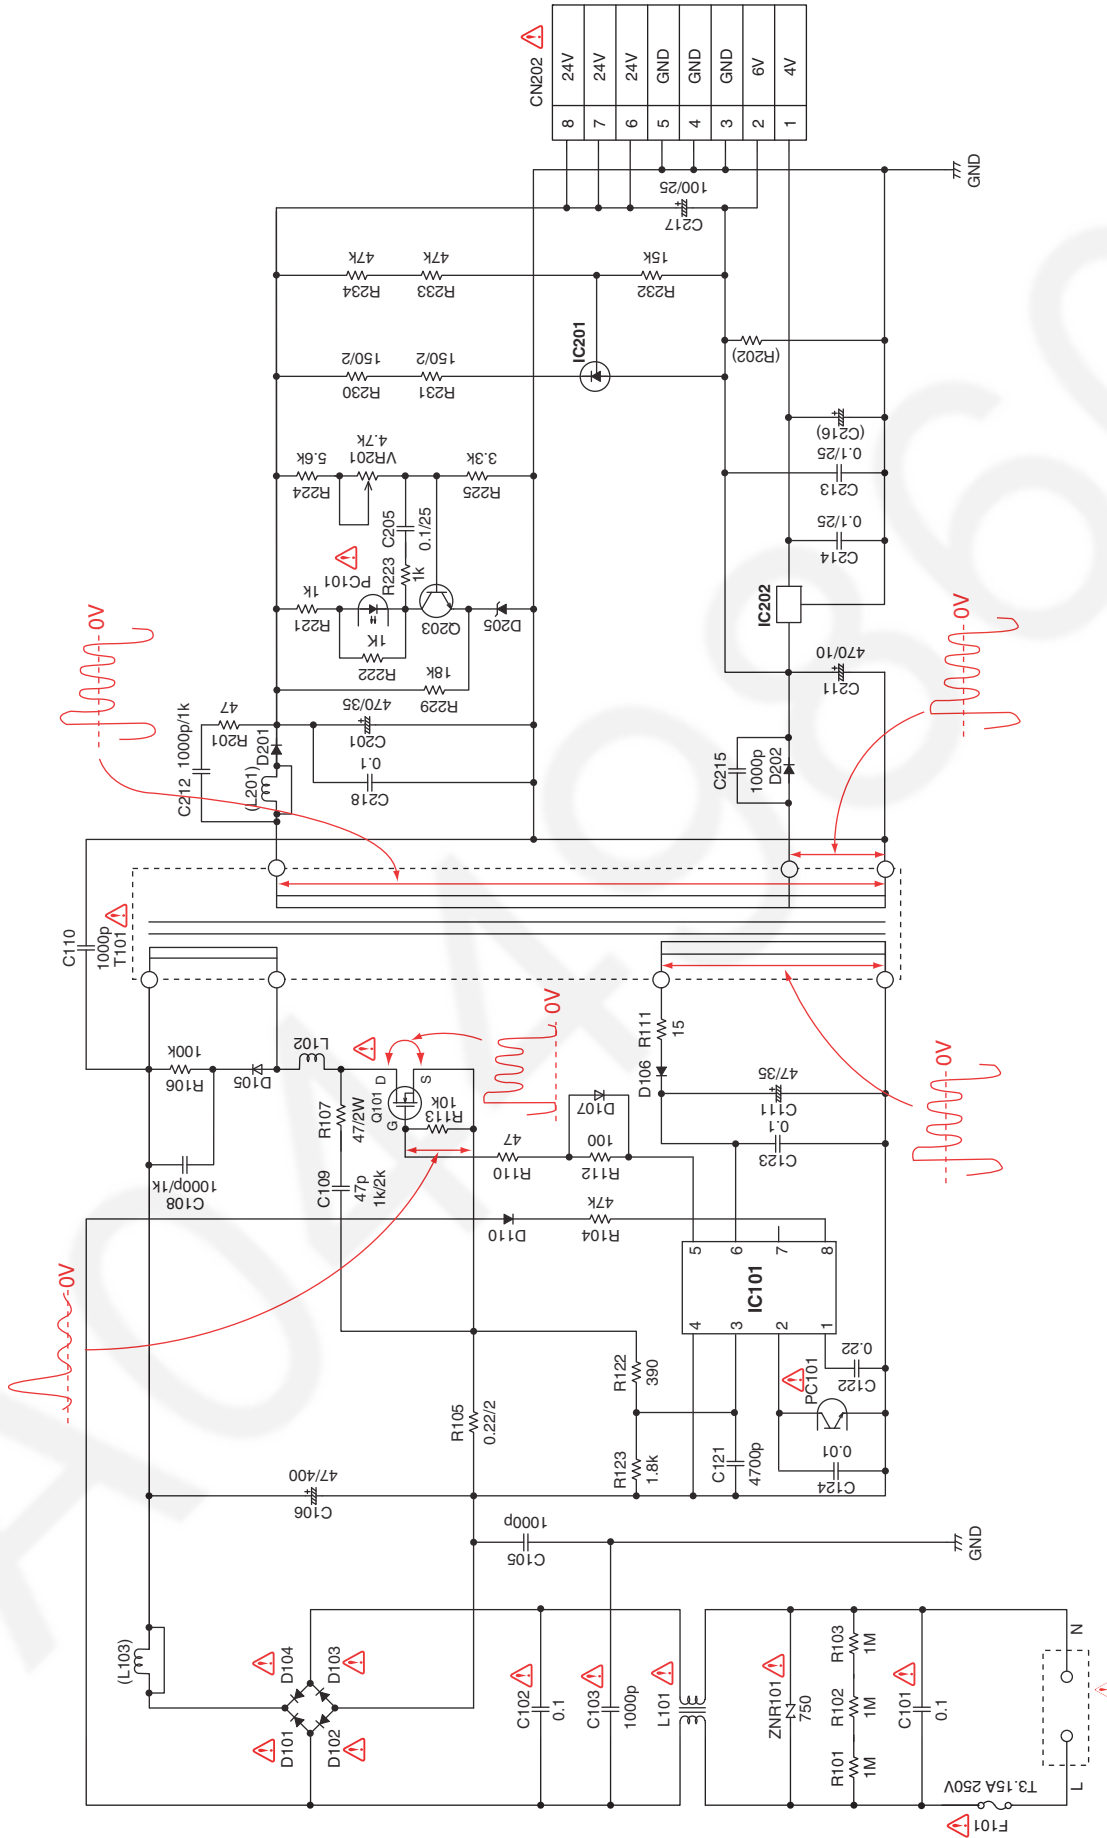 CN202
8 24V
7 24V
6 24V
5 GND
4 GND
3 GND
2 6V
1 4V
GND
100/25
C217
47k
R234
47k
R233
15k
R232
150/2
R230
150/2
R231
IC201
(R202)
(C216)
0.1/25
C213
0.1/25
C214
IC202
470/10
C211
5.6k
R224
4.7k
VR201
3.3k
R225
C205
0.1/25
R223
1k
PC101
1k
R221
1K
R222
Q203
D205
18k
R229
0V
47
R201
1000p/1k
C212
D201
(L201)
470/35
C201
0.1
C218
C215
1000p
D202
0V
C110
1000p
T101
100k
R106
D105
L102
R107
47/2W
Q101
D
S
G
10k
R113
0V
R111
15
D106
47/35
C111
0.1
C123
D107
100
R112
47
R110
0V
1000p/1k
C108
C109
47p
1k/2k
D110
47k
R104
IC101
5
6
7
8
4
3
2
1
0V
R122
390
R105
0.22/2
R123
1.8k
C121
4700p
PC101
0.22
C122
0.01
C124
47/400
C106
1000p
C105
GND
(L103)
D104
D103
D101
D102
C102
0.1
C103
1000p
L101
ZNR101
750
R103
1M
R102
1M
R101
1M
C101
0.1
N
L
T3.15A 250V
F101
A044986